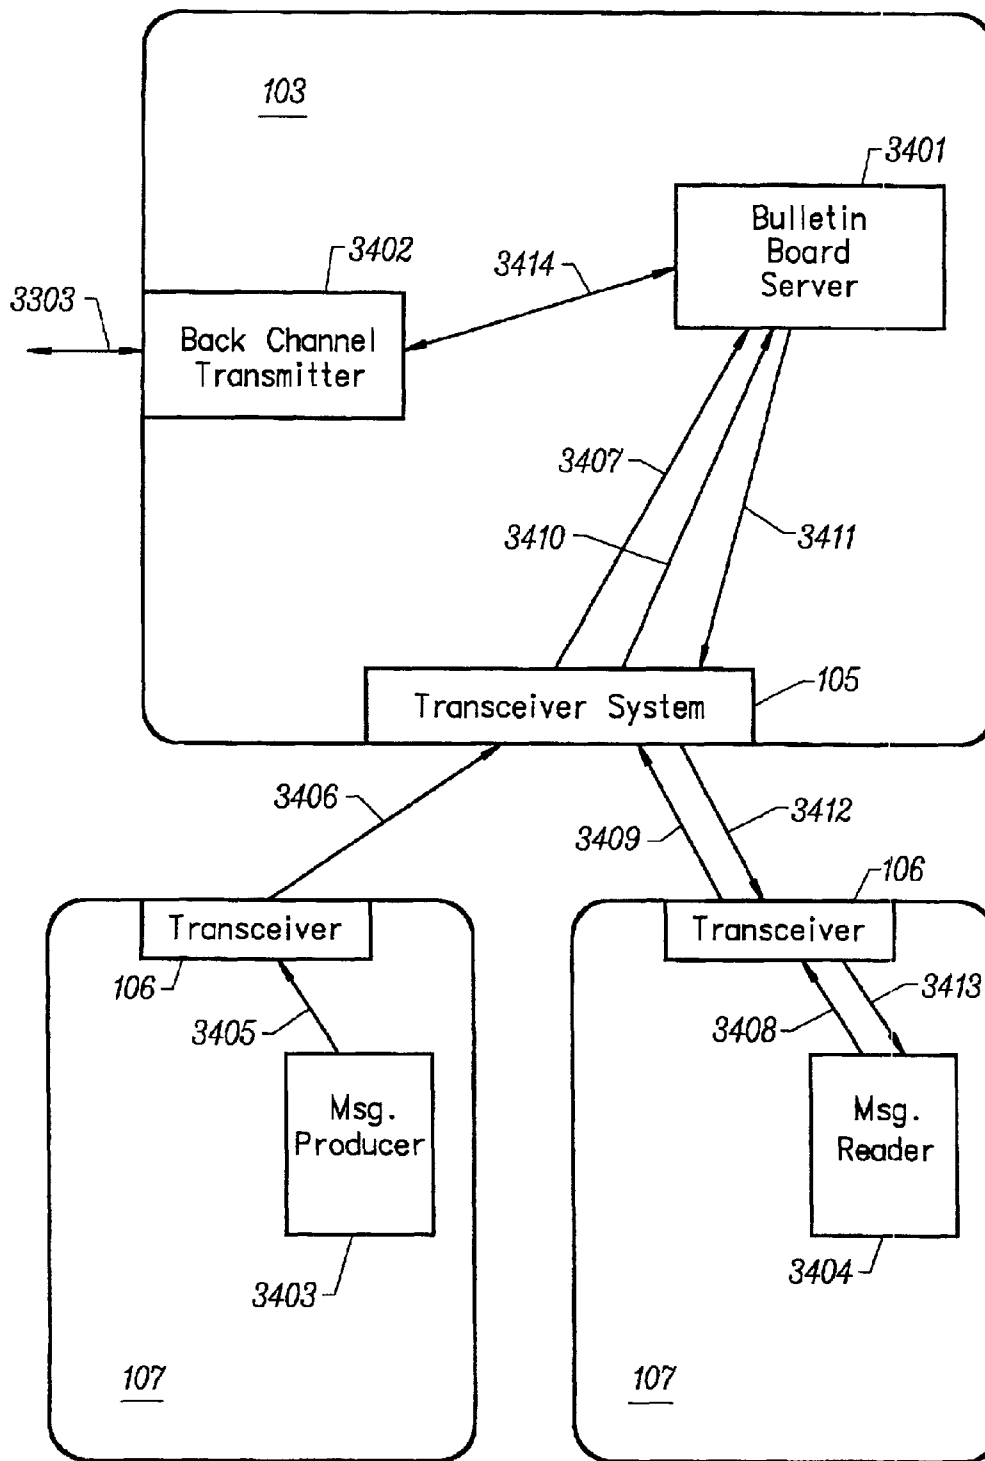 103
3401
Bulletin
Board
Server
3402
3414
3303
Back Channel
Transmitter
3407
3410
3411
105
Transceiver System
3406
3409
3412
106
Transceiver
Transceiver
106
3405
3408
3413
Msg.
Producer
Msg.
Reader
3403
3404
107
107